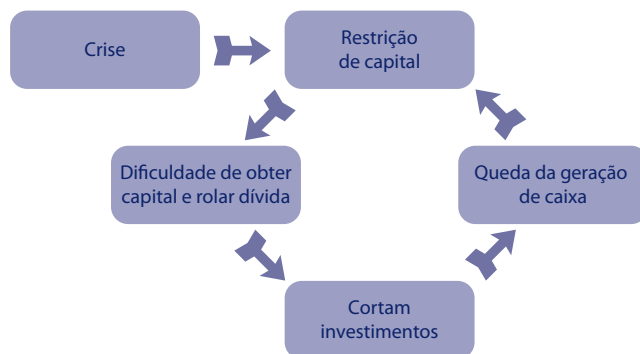 Crise
Restrição
de capital
Dificuldade de obter
capital e rolar dívida
Queda da geração
de caixa
Cortam
investimentos